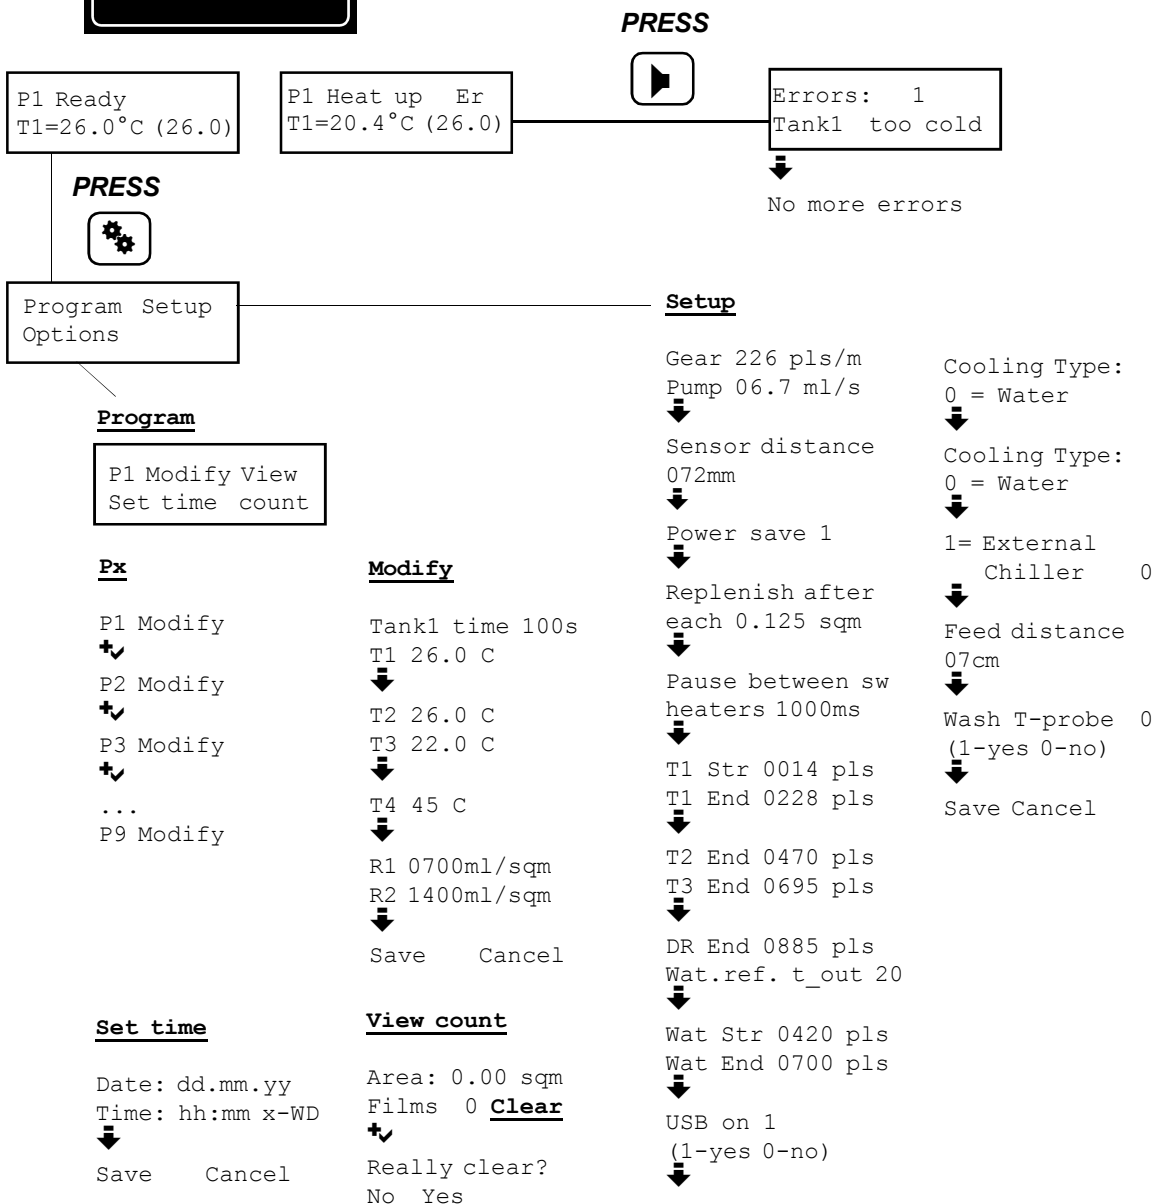 PRESS
P1 Ready
T1=26.0°C (26.0)
P1 Heat up Er
T1=20.4°C (26.0)
Errors: 1
Tank1 too cold
No more errors
PRESS
Program Setup
Options
Program
P1 Modify View
Set time count
Px
P1 Modify
P2 Modify
P3 Modify
...
P9 Modify
Modify
Tank1 time 100s
T1 26.0 C
T2 26.0 C
T3 22.0 C
T4 45 C
R1 0700ml/sqm
R2 1400ml/sqm
Save Cancel
Set time
Date: dd.mm.yy
Time: hh:mm x-WD
Save Cancel
View count
Area: 0.00 sqm
Films 0 Clear
Really clear?
No Yes
Setup
Gear 226 pls/m
Pump 06.7 ml/s
Sensor distance
072mm
Power save 1
Replenish after
each 0.125 sqm
Pause between sw
heaters 1000ms
T1 Str 0014 pls
T1 End 0228 pls
T2 End 0470 pls
T3 End 0695 pls
DR End 0885 pls
Wat.ref. t_out 20
Wat Str 0420 pls
Wat End 0700 pls
USB on 1
(1-yes 0-no)
Cooling Type:
0 = Water
Cooling Type:
0 = Water
1= External
Chiller 0
Feed distance
07cm
Wash T-probe 0
(1-yes 0-no)
Save Cancel